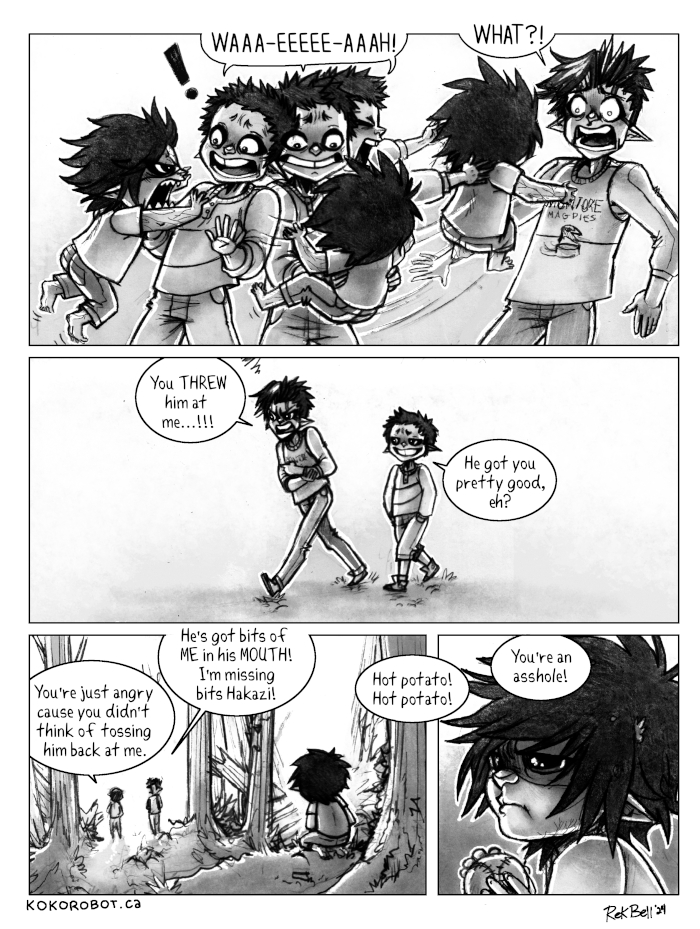 WAAA-EEEEE-AAAH!
WHAT?!
!
MAGPIES
You THREW
him at
me...!!!
He got you
pretty good,
eh?
You're just angry
cause you didn't
think of tossing
him back at me.
He's got bits of
ME in his MOUTH!
I'm missing
bits Hakazi!
Hot potato!
Hot potato!
You're an
asshole!
KOKOROBOT.ca
RekBell '24